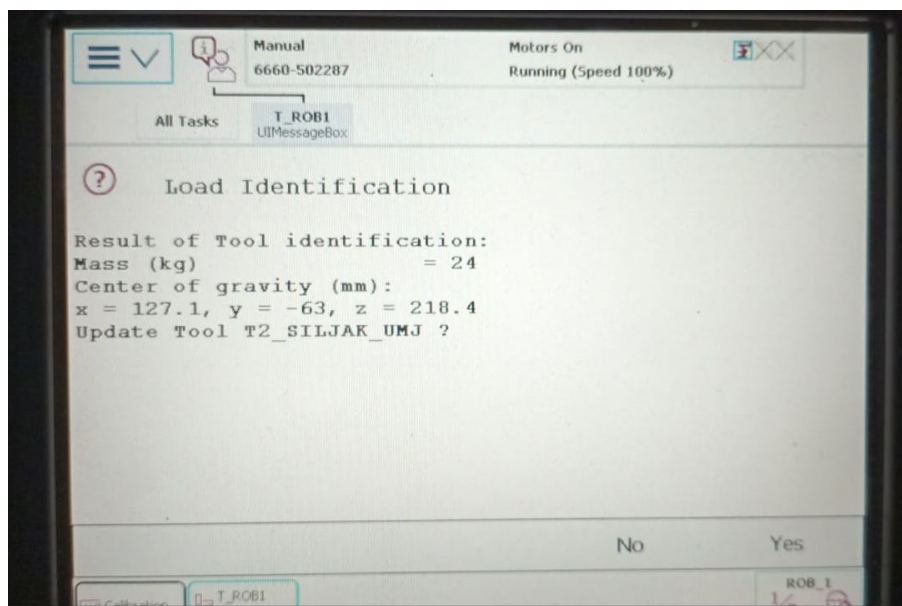 Manual
6660-502287
Motors On
Running (Speed 100%)
All Tasks
T_ROB1
UIMessageBox
Load Identification
Result of Tool identification:
Mass (kg) = 24
Center of gravity (mm):
x = 127.1, y = -63, z = 218.4
Update Tool T2_SILJAK_UMJ ?
No
Yes
Calibration
T_ROB1
ROB_1